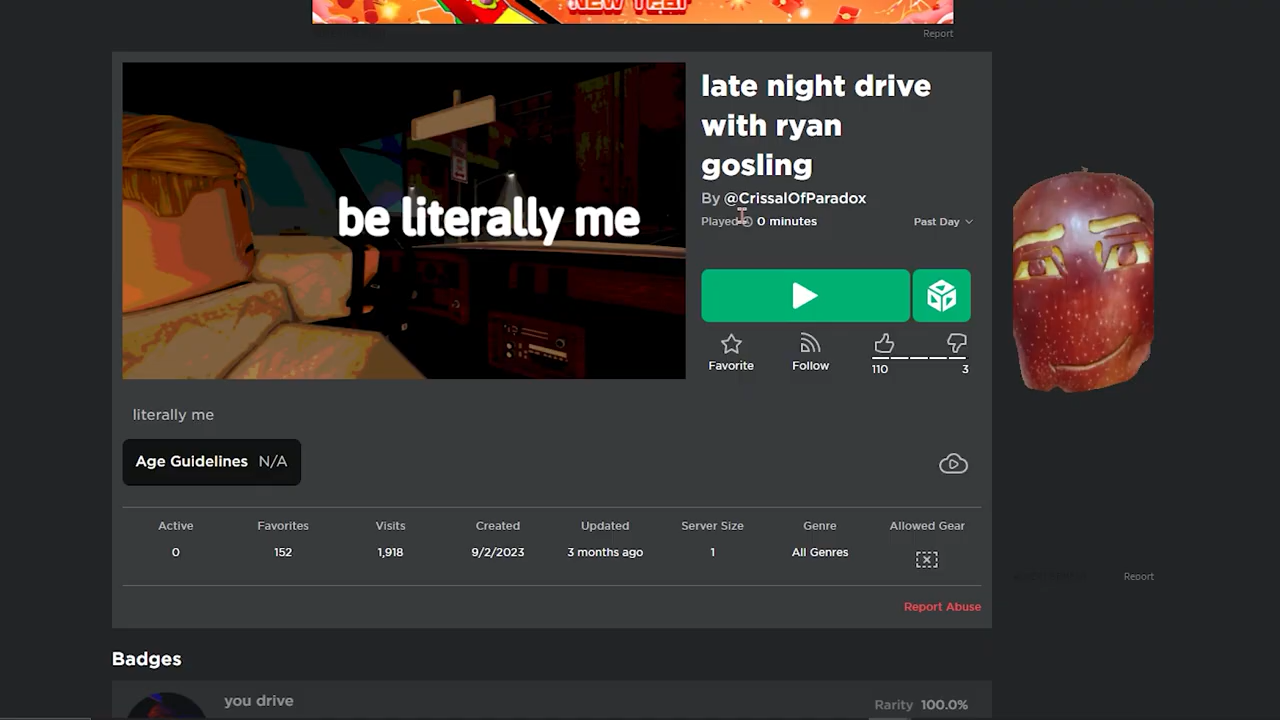 NEW YEAR
Report
be literally me
late night drive
with ryan
gosling
By @CrissalOfParadox
Played 0 minutes
Past Day
Favorite
Follow
110
3
literally me
Age Guidelines N/A
Active
Favorites
Visits
Created
Updated
Server Size
Genre
Allowed Gear
0
152
1,918
9/2/2023
3 months ago
1
All Genres
Report
Report Abuse
Badges
you drive
Rarity 100.0%